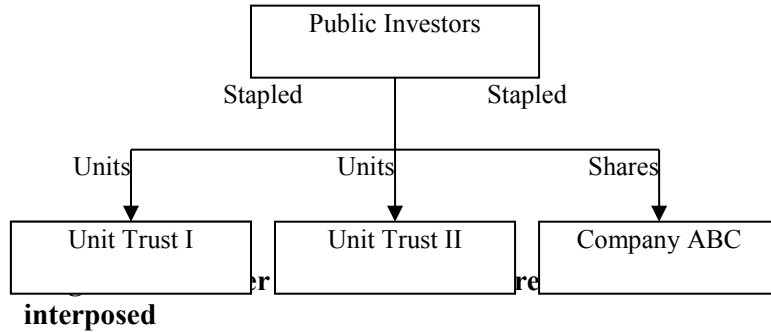 Public Investors
Stapled Stapled
Units Units Shares
Unit Trust I Unit Trust II Company ABC
interposed